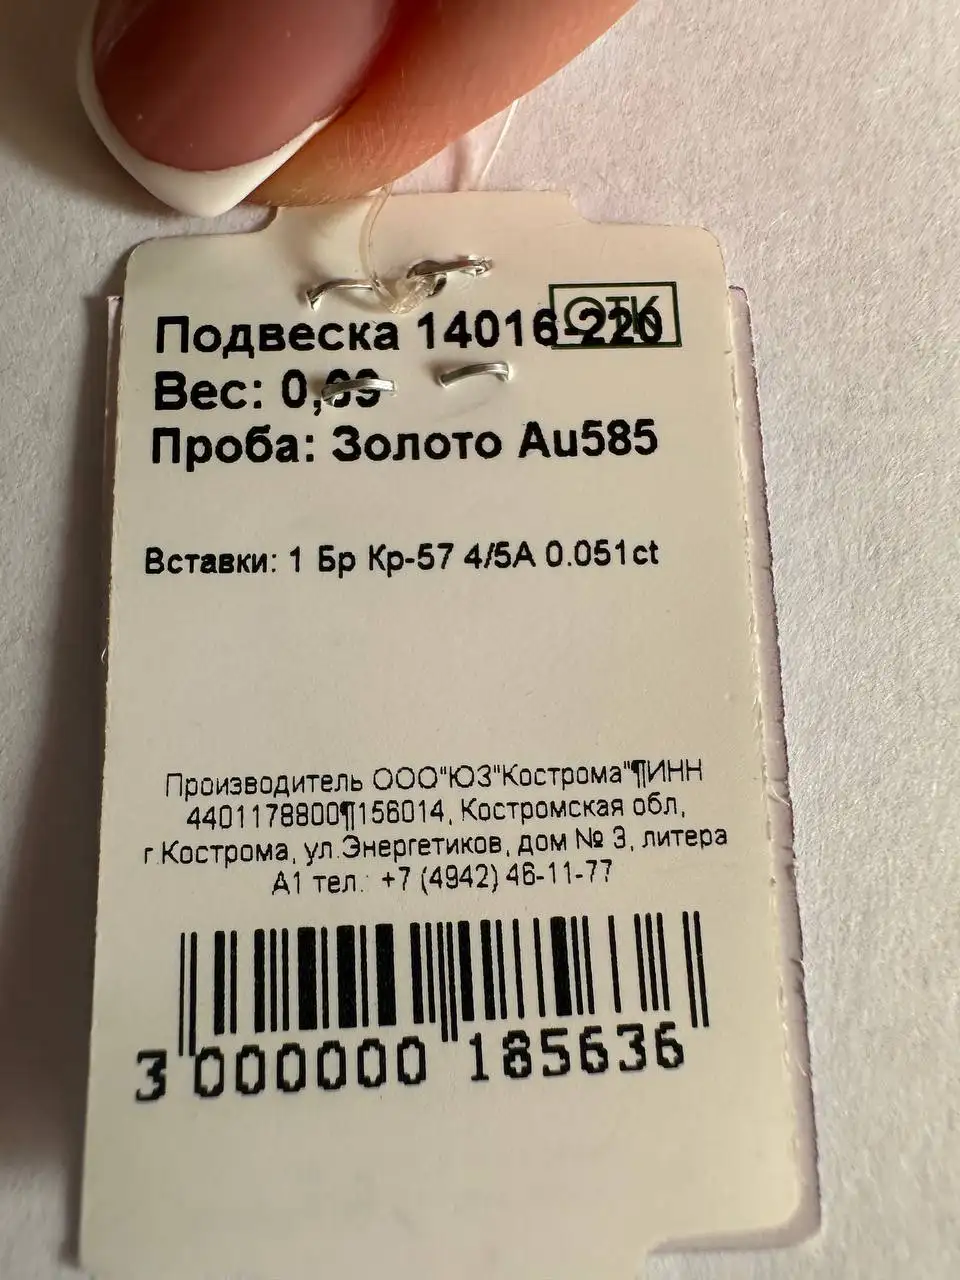 ОТК
Подвеска 14016-220
Вес:
Проба: Золото Au585
Вставки: 1 Бр Кр-57 4/5А 0.051ct
Производитель ООО"ЮЗ"Кострома"¶ИНН
4401178800¶156014, Костромская обл,
г.Кострома, ул.Энергетиков, дом № 3, литера
А1 тел.: +7 (4942) 46-11-77
3 000000 185636